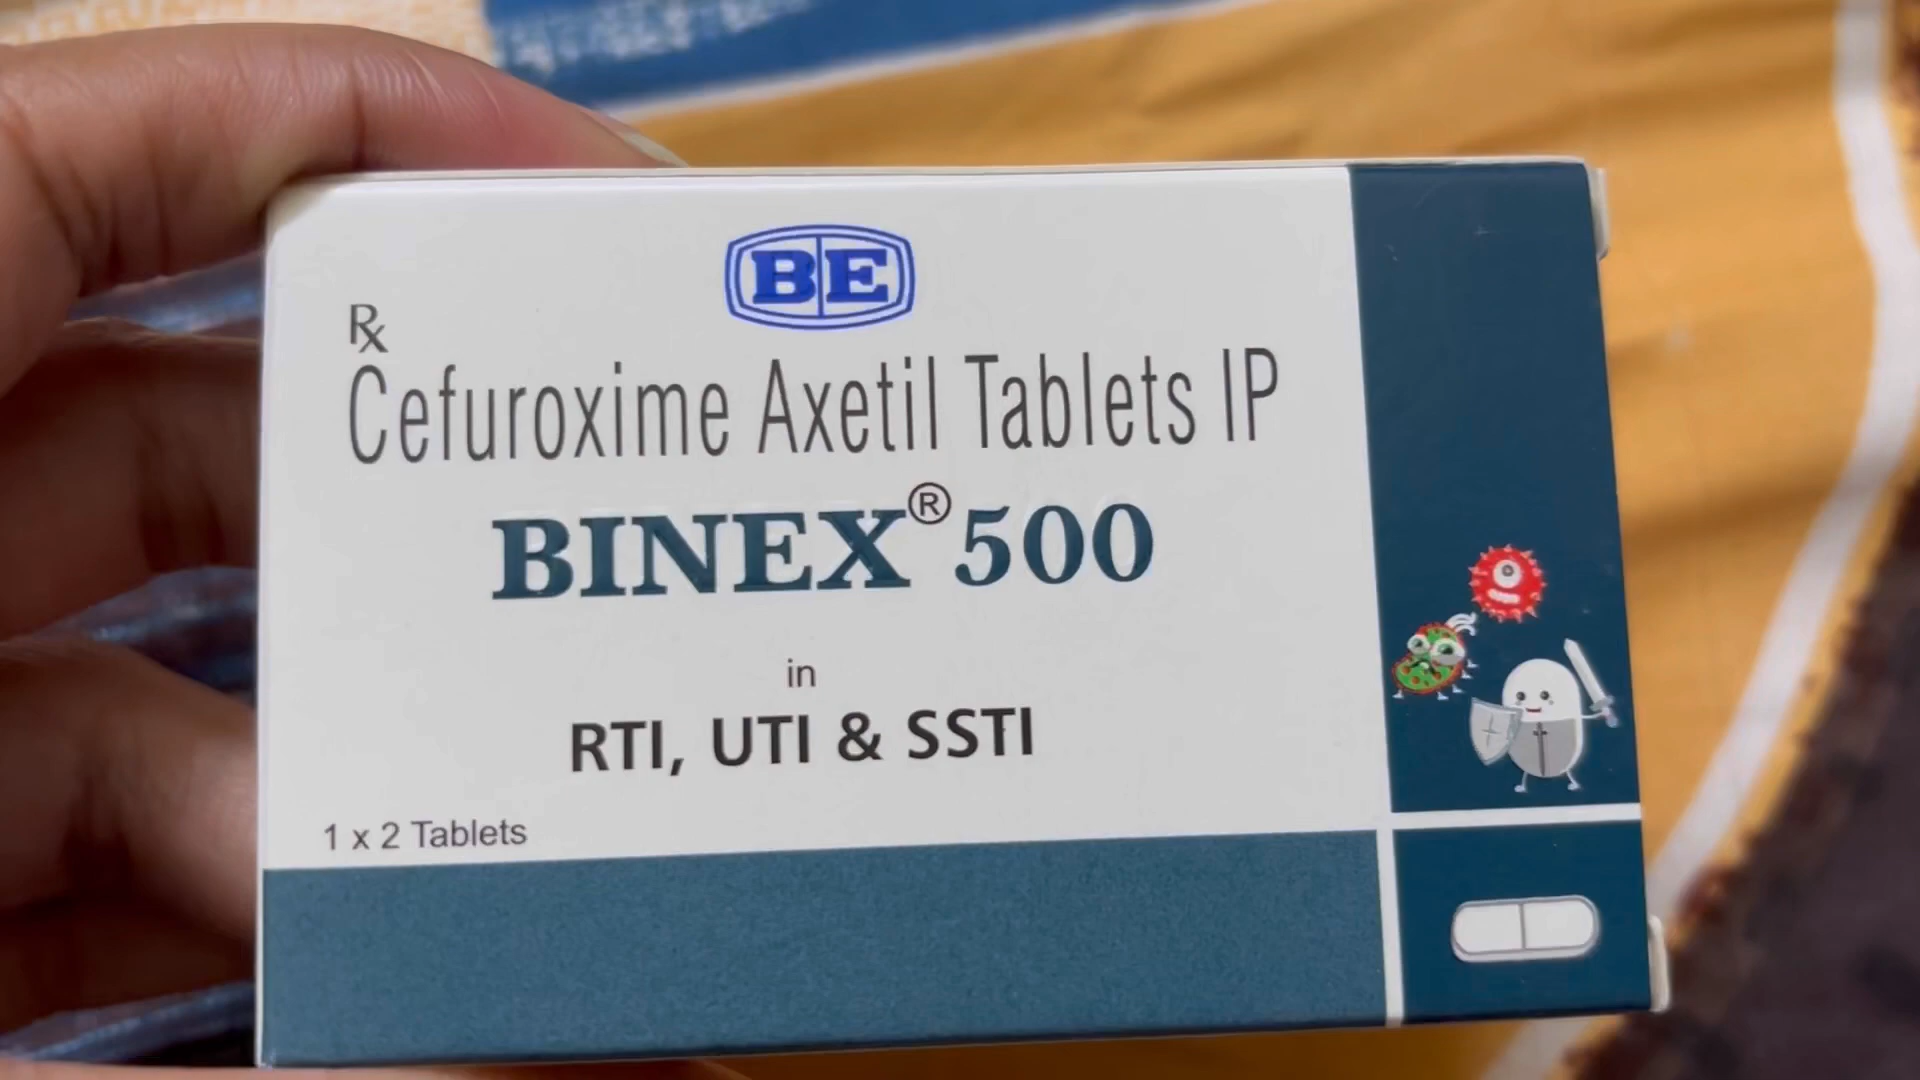 BE
Rx
Cefuroxime Axetil Tablets IP
BINEX® 500
in
RTI, UTI & SSTI
1 x 2 Tablets